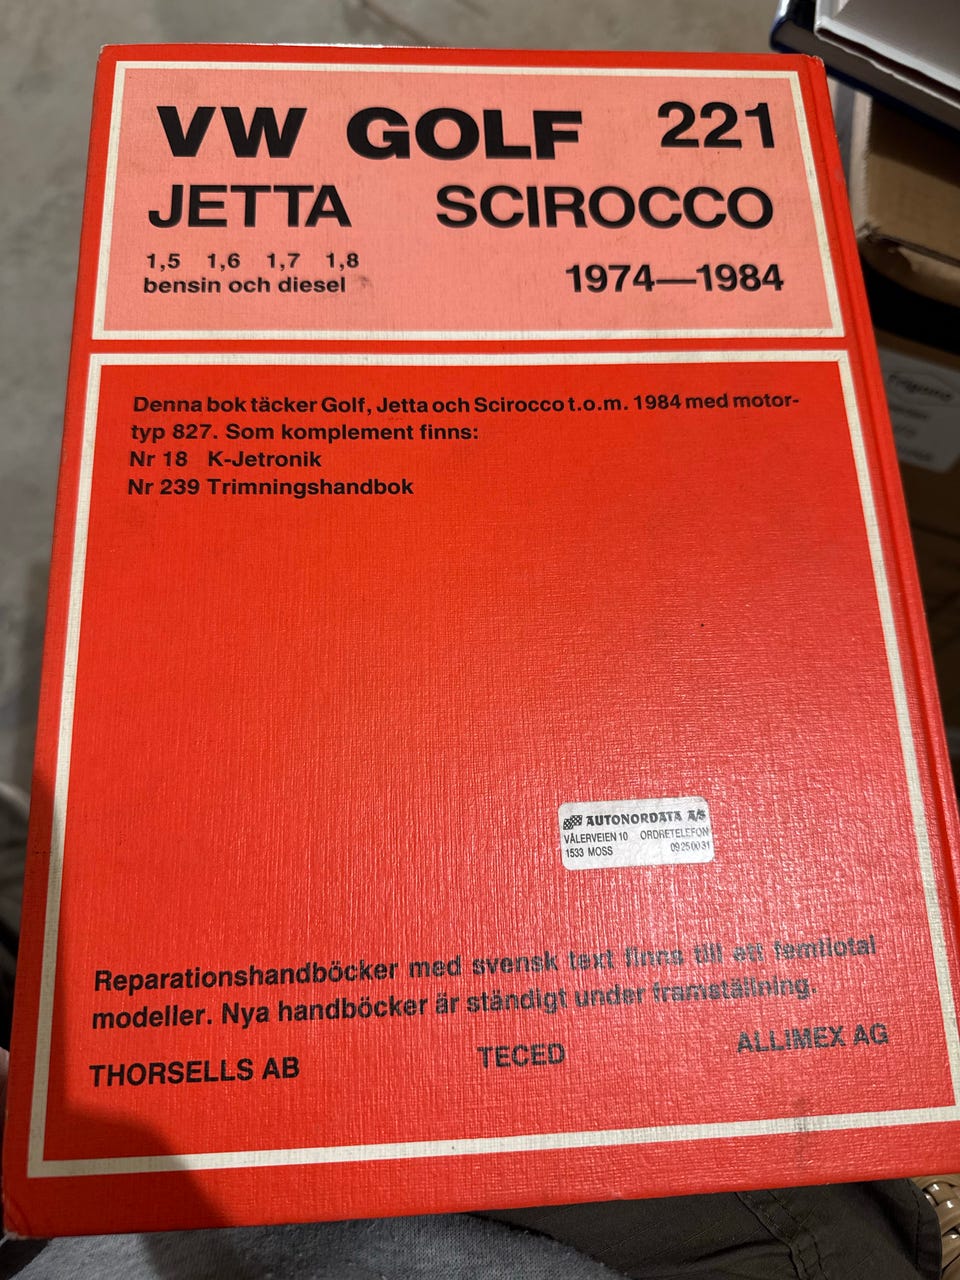 VW GOLF 221
JETTA SCIROCCO
1,5 1,6 1,7 1,8
bensin och diesel
1974—1984
Denna bok täcker Golf, Jetta och Scirocco t.o.m. 1984 med motor-
typ 827. Som komplement finns:
Nr 18 K-Jetronik
Nr 239 Trimningshandbok
AUTONORDATA A/S
VÅLERVEIEN 10 ORDRETELEFON
1533 MOSS 09250031
Reparationshandböcker med svensk text finns till ett femtiotal
modeller. Nya handböcker är ständigt under framställning.
THORSELLS AB TECED ALLIMEX AG